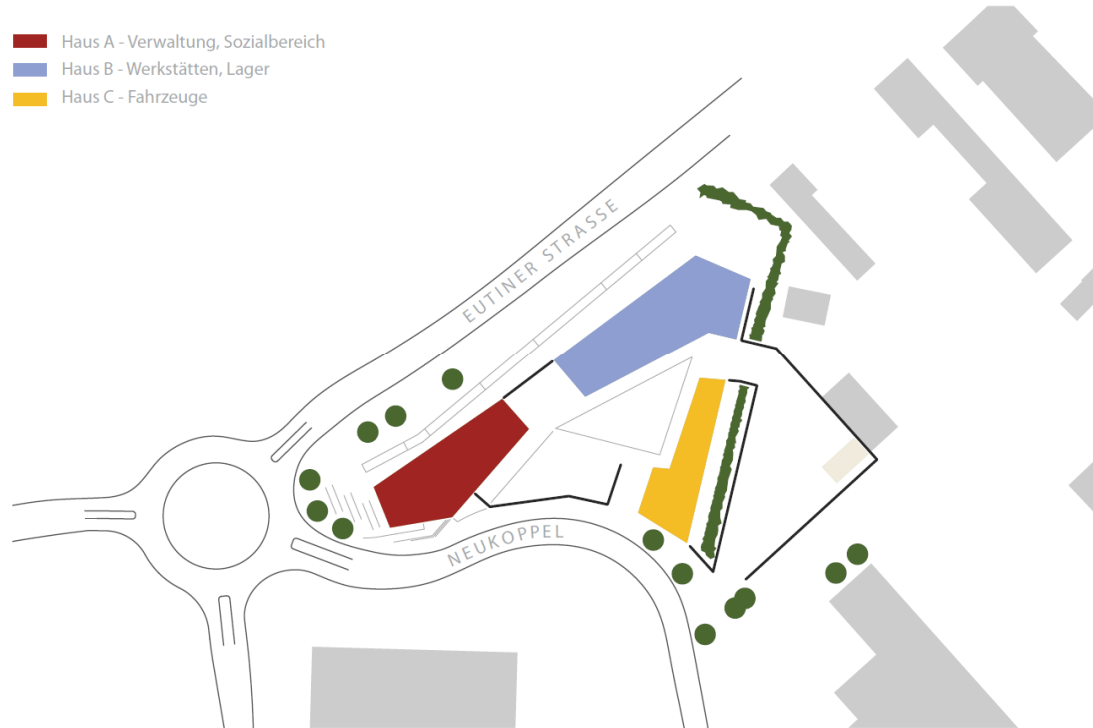 Haus A - Verwaltung, Sozialbereich
Haus B - Werkstätten, Lager
Haus C - Fahrzeuge
EUTINER STRASSE
NEUKOPPEL